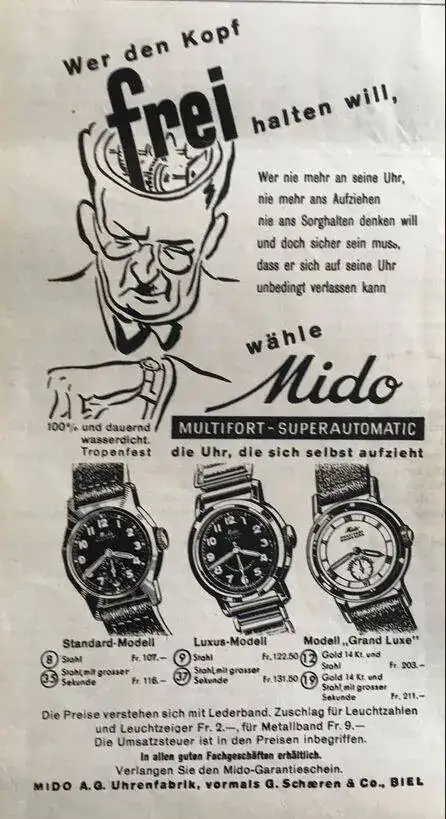 Wer den Kopf
frei
halten will,
Wer nie mehr an seine Uhr,
nie mehr ans Aufziehen
nie ans Sorghalten denken will
und doch sicher sein muss,
dass er sich auf seine Uhr
unbedingt verlassen kann
wähle
Mido
100% und dauernd
wasserdicht.
Tropenfest
MULTIFORT-SUPERAUTOMATIC
die Uhr, die sich selbst aufzieht
Standard-Modell
8 Stahl Fr. 107.—
35 Stahl, mit grosser
Sekunde Fr. 116.—
Luxus-Modell
9 Stahl Fr. 122.50
37 Stahl, mit grosser
Sekunde Fr. 131.50
Modell „Grand Luxe"
12 Gold 14 Kt. und
Stahl Fr. 203.—
19 Gold 14 Kt. und
Stahl, mit grosser
Sekunde Fr. 211.—
Die Preise verstehen sich mit Lederband. Zuschlag für Leuchtzahlen
und Leuchtzeiger Fr. 2.—, für Metallband Fr. 9.—
Die Umsatzsteuer ist in den Preisen inbegriffen.
In allen guten Fachgeschäften erhältlich.
Verlangen Sie den Mido-Garantieschein.
MIDO A.G. Uhrenfabrik, vormals G. Schæren & Co., BIEL